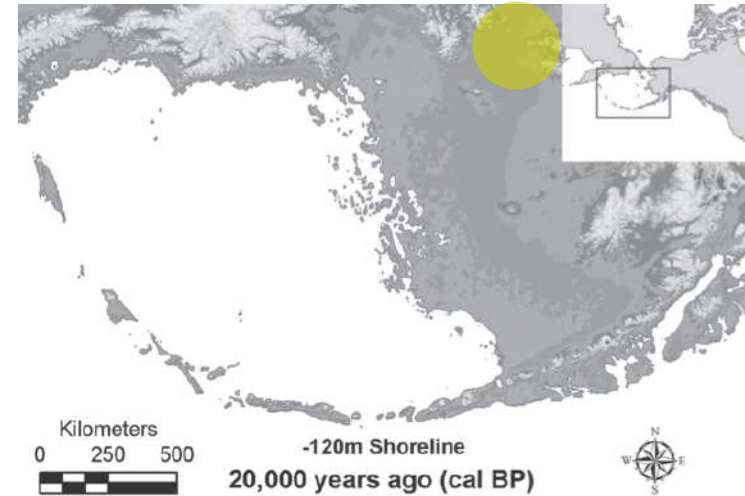 Kilometers
0 250 500
-120m Shoreline
20,000 years ago (cal BP)
N
W E
S